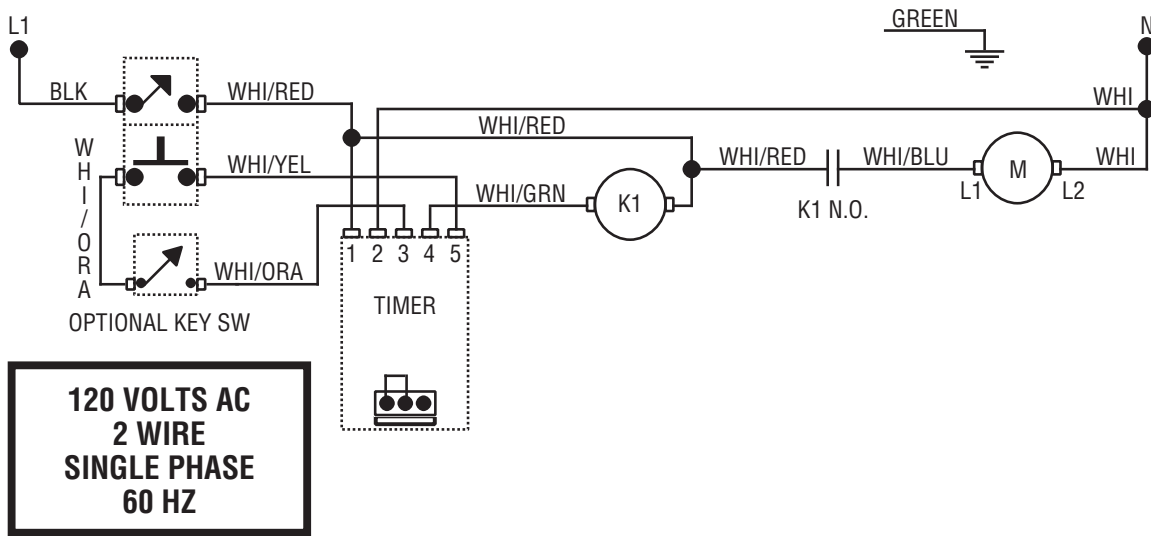 L1
GREEN
N
BLK
WHI/RED
WHI
WHI/RED
WHI/ORA
WHI/YEL
WHI/RED
WHI/BLU
M
WHI
L1
L2
K1 N.O.
WHI/GRN
K1
1 2 3 4 5
WHI/ORA
TIMER
OPTIONAL KEY SW
120 VOLTS AC
2 WIRE
SINGLE PHASE
60 HZ